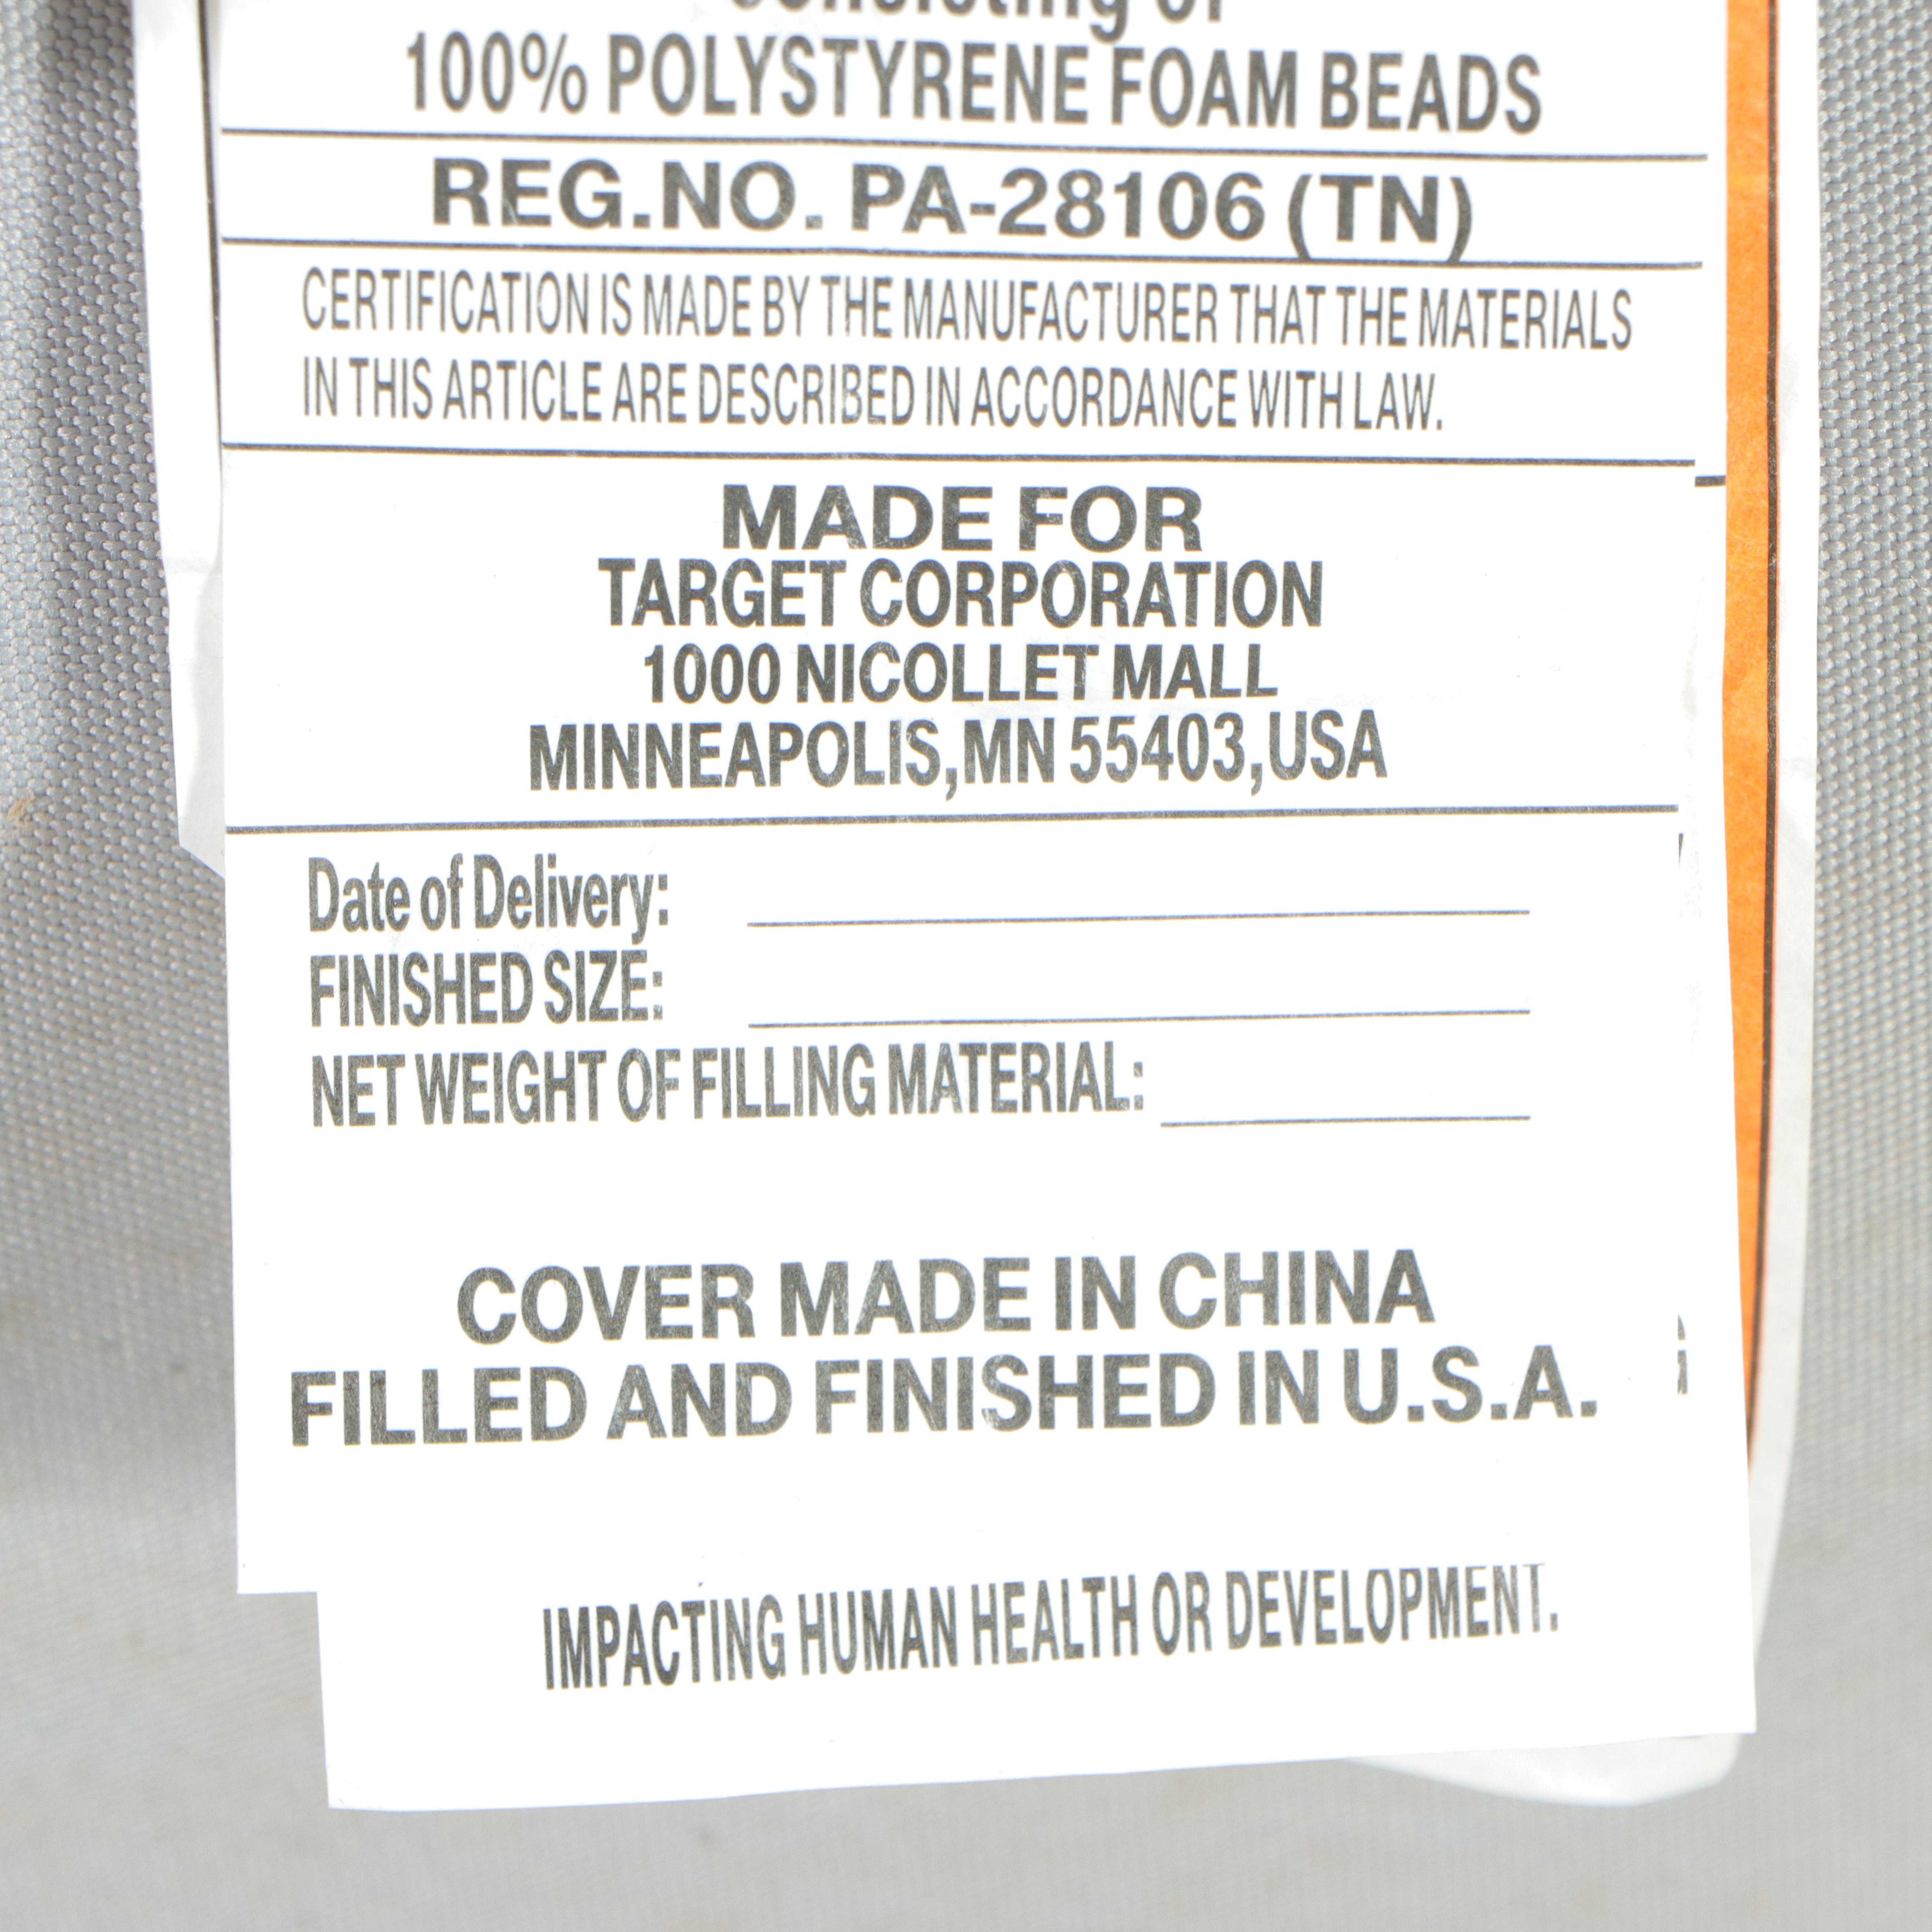 consisting of
100% POLYSTYRENE FOAM BEADS
REG.NO. PA-28106 (TN)
CERTIFICATION IS MADE BY THE MANUFACTURER THAT THE MATERIALS
IN THIS ARTICLE ARE DESCRIBED IN ACCORDANCE WITH LAW.
MADE FOR
TARGET CORPORATION
1000 NICOLLET MALL
MINNEAPOLIS,MN 55403,USA
Date of Delivery:
FINISHED SIZE:
NET WEIGHT OF FILLING MATERIAL:
COVER MADE IN CHINA
FILLED AND FINISHED IN U.S.A.
IMPACTING HUMAN HEALTH OR DEVELOPMENT.